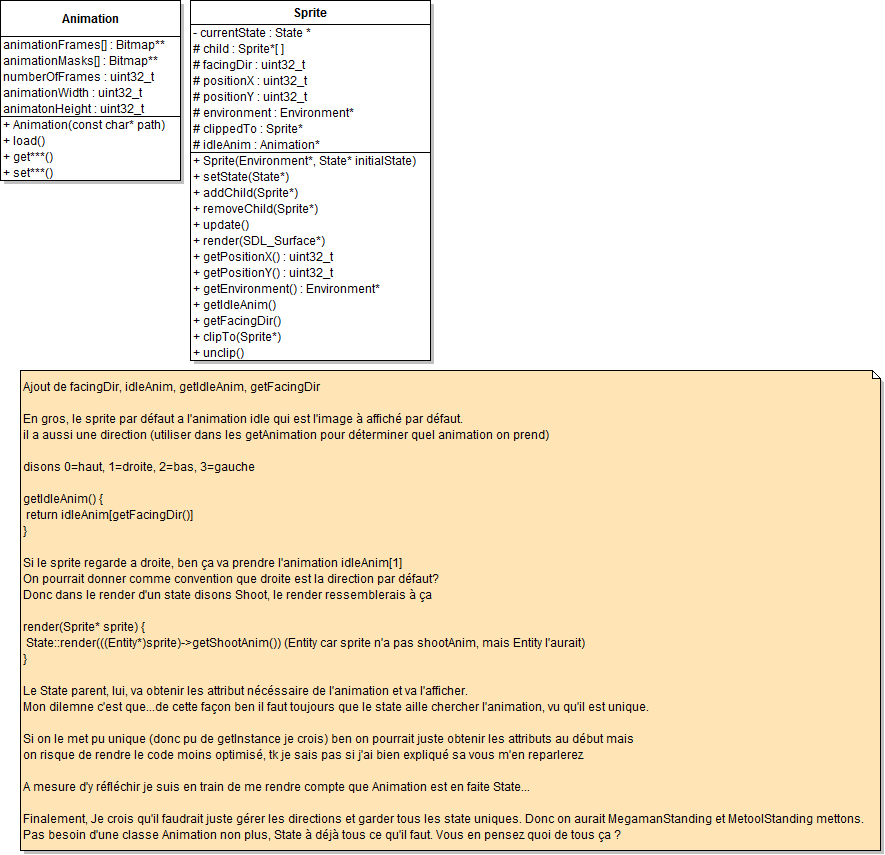 Animation
animationFrames[] : Bitmap**
animationMasks[] : Bitmap**
numberOfFrames : uint32_t
animationWidth : uint32_t
animatonHeight : uint32_t
+ Animation(const char* path)
+ load()
+ get***()
+ set***()
Sprite
- currentState : State *
# child : Sprite*[ ]
# facingDir : uint32_t
# positionX : uint32_t
# positionY : uint32_t
# environment : Environment*
# clippedTo : Sprite*
# idleAnim : Animation*
+ Sprite(Environment*, State* initialState)
+ setState(State*)
+ addChild(Sprite*)
+ removeChild(Sprite*)
+ update()
+ render(SDL_Surface*)
+ getPositionX() : uint32_t
+ getPositionY() : uint32_t
+ getEnvironment() : Environment*
+ getIdleAnim()
+ getFacingDir()
+ clipTo(Sprite*)
+ unclip()
Ajout de facingDir, idleAnim, getIdleAnim, getFacingDir
En gros, le sprite par défaut a l'animation idle qui est l'image à affiché par défaut.
il a aussi une direction (utiliser dans les getAnimation pour déterminer quel animation on prend)
disons 0=haut, 1=droite, 2=bas, 3=gauche
getIdleAnim() {
return idleAnim[getFacingDir()]
}
Si le sprite regarde a droite, ben ça va prendre l'animation idleAnim[1]
On pourrait donner comme convention que droite est la direction par défaut?
Donc dans le render d'un state disons Shoot, le render ressemblerais à ça
render(Sprite* sprite) {
State::render(((Entity*)sprite)->getShootAnim()) (Entity car sprite n'a pas shootAnim, mais Entity l'aurait)
}
Le State parent, lui, va obtenir les attribut nécéssaire de l'animation et va l'afficher.
Mon dilemne c'est que...de cette façon ben il faut toujours que le state aille chercher l'animation, vu qu'il est unique.
Si on le met pu unique (donc pu de getInstance je crois) ben on pourrait juste obtenir les attributs au début mais
on risque de rendre le code moins optimisé, tk je sais pas si j'ai bien expliqué sa vous m'en reparlerez
A mesure d'y réfléchir je suis en train de me rendre compte que Animation est en faite State...
Finalement, Je crois qu'il faudrait juste gérer les directions et garder tous les state uniques. Donc on aurait MegamanStanding et MetoolStanding mettons.
Pas besoin d'une classe Animation non plus, State à déjà tous ce qu'il faut. Vous en pensez quoi de tous ça ?